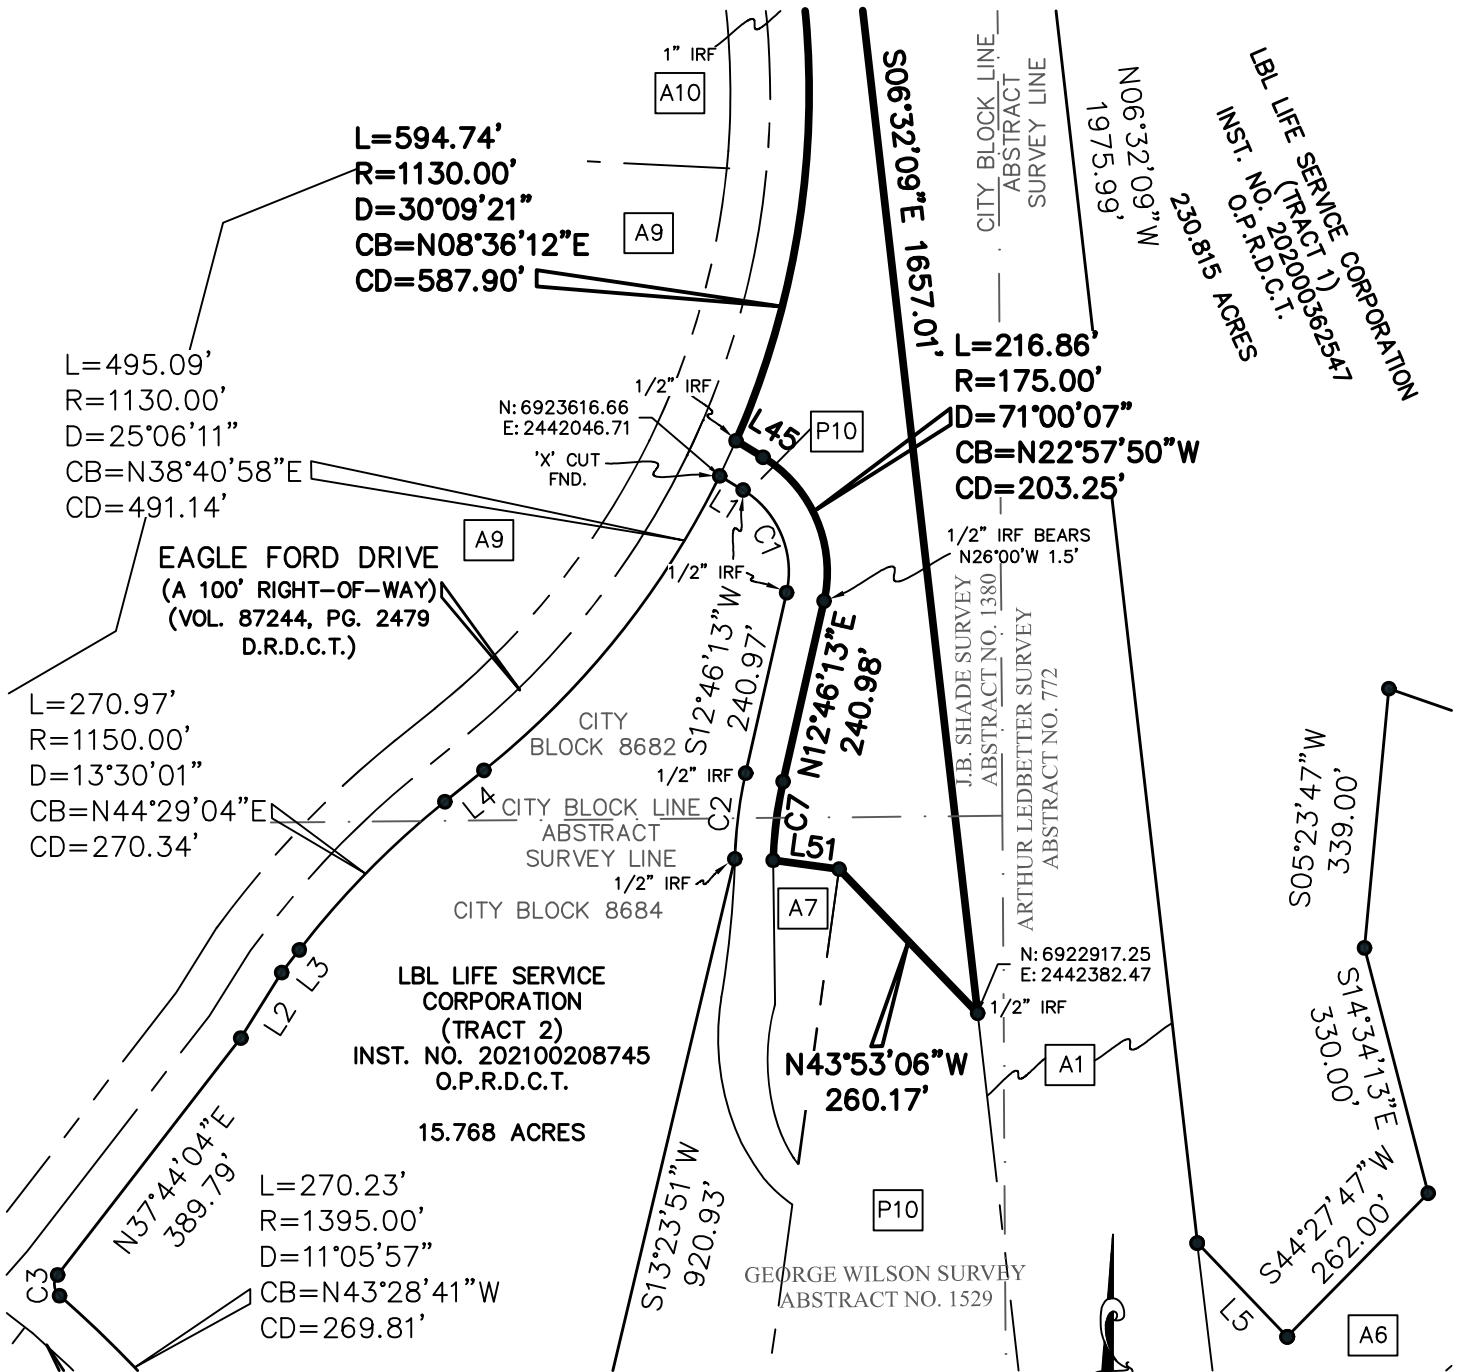 1" IRF
A10
L=594.74'
R=1130.00'
D=30°09'21"
CB=N08°36'12"E
CD=587.90'
A9
S06°32'09"E 1657.01'
CITY BLOCK LINE
ABSTRACT
SURVEY LINE
N06°32'09"W
1975.99'
LBL LIFE SERVICE CORPORATION
(TRACT 1)
INST. NO. 202000362547
O.P.R.D.C.T.
230.815 ACRES
L=495.09'
R=1130.00'
D=25°06'11"
CB=N38°40'58"E
CD=491.14'
1/2" IRF
N: 6923616.66
E: 2442046.71
'X' CUT
FND.
L45
P10
L1
C1
1/2" IRF
L=216.86'
R=175.00'
D=71°00'07"
CB=N22°57'50"W
CD=203.25'
1/2" IRF BEARS
N26°00'W 1.5'
A9
EAGLE FORD DRIVE
(A 100' RIGHT-OF-WAY)
(VOL. 87244, PG. 2479
D.R.D.C.T.)
S12°46'13"W
240.97'
N12°46'13"E
240.98'
J.B. SHADE SURVEY
ABSTRACT NO. 1380
ARTHUR LEDBETTER SURVEY
ABSTRACT NO. 772
L=270.97'
R=1150.00'
D=13°30'01"
CB=N44°29'04"E
CD=270.34'
CITY
BLOCK 8682
1/2" IRF
L4
CITY BLOCK LINE
ABSTRACT
SURVEY LINE
C2
C7
L51
1/2" IRF
CITY BLOCK 8684
A7
S05°23'47"W
339.00'
L3
L2
LBL LIFE SERVICE
CORPORATION
(TRACT 2)
INST. NO. 202100208745
O.P.R.D.C.T.
15.768 ACRES
N: 6922917.25
E: 2442382.47
1/2" IRF
N43°53'06"W
260.17'
A1
S14°34'13"E
330.00'
N37°44'04"E
389.79'
C3
L=270.23'
R=1395.00'
D=11°05'57"
CB=N43°28'41"W
CD=269.81'
S13°23'51"W
920.93'
P10
GEORGE WILSON SURVEY
ABSTRACT NO. 1529
S44°27'47"W
262.00'
L5
A6